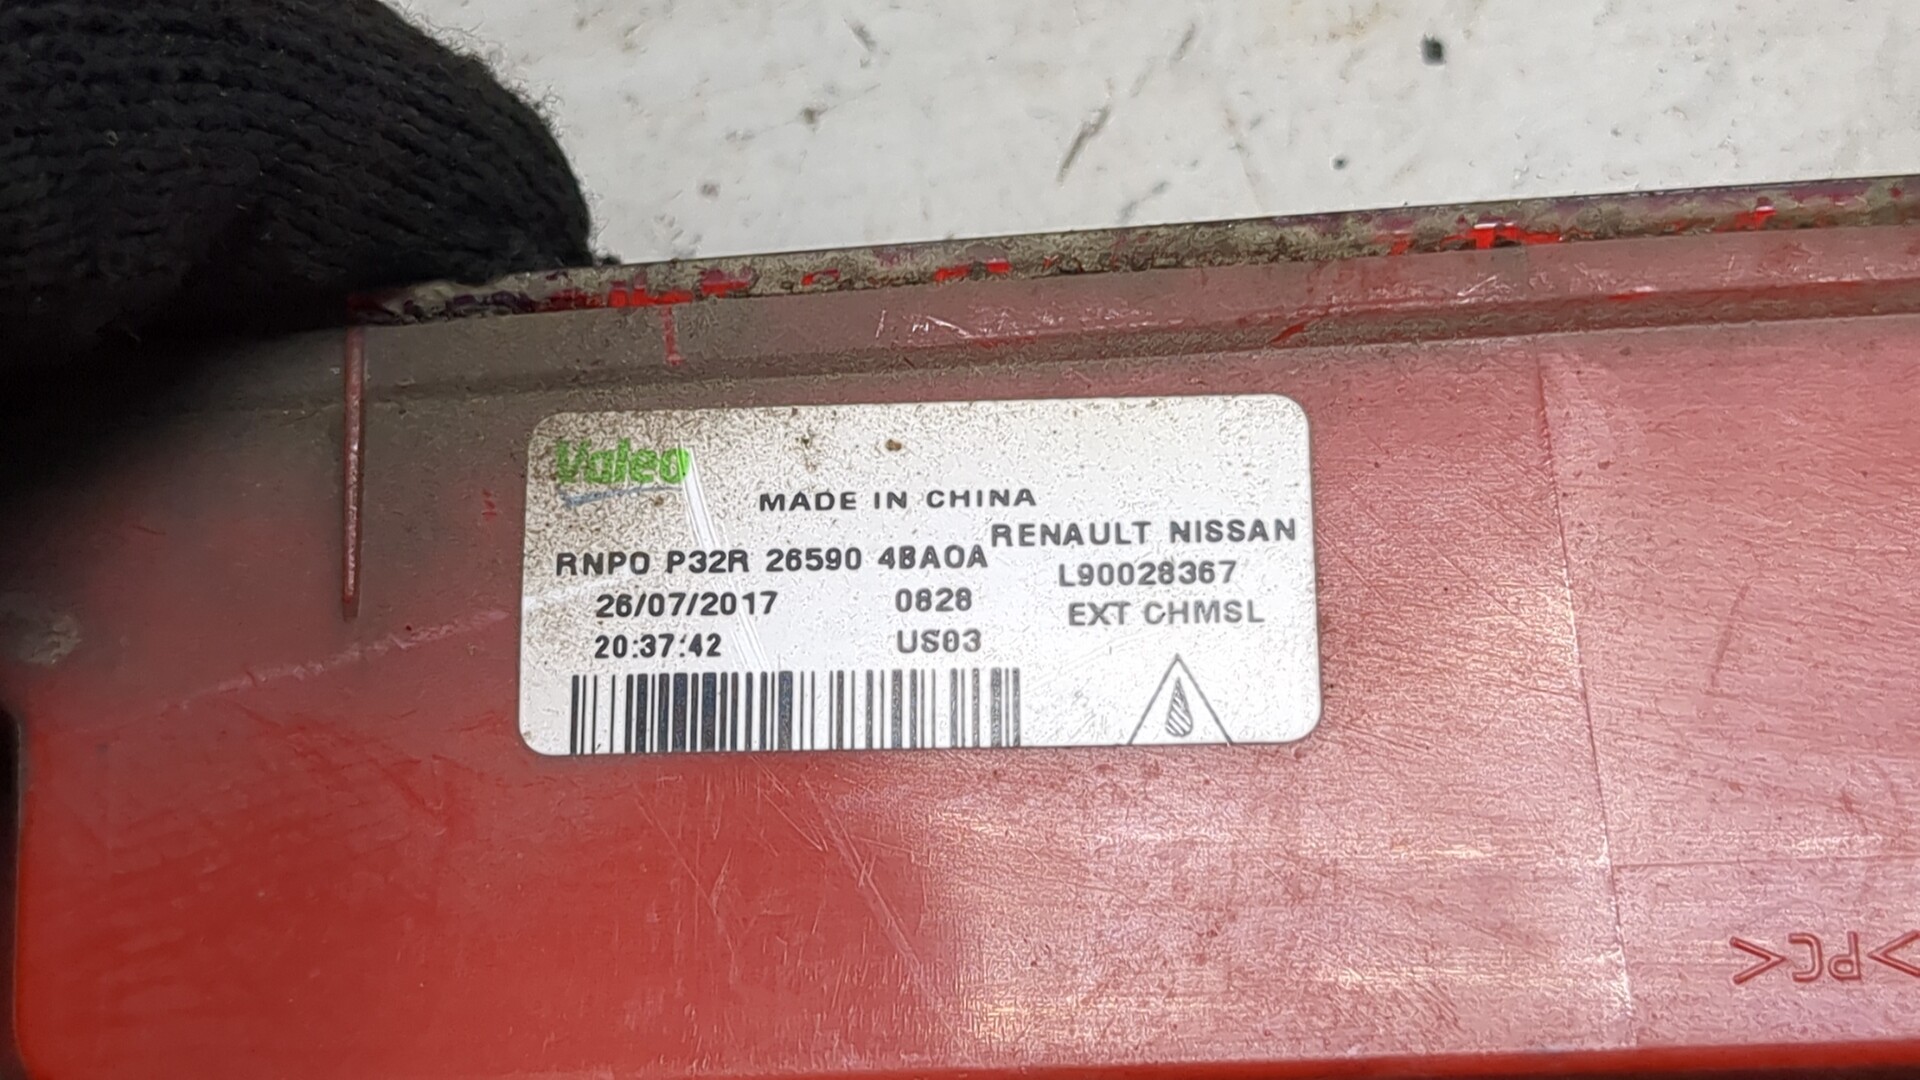 Valeo
MADE IN CHINA
RENAULT NISSAN
RNPO P32R 26590 4BA0A
L90028367
26/07/2017 0828
EXT CHMSL
20:37:42 US03
>PC<